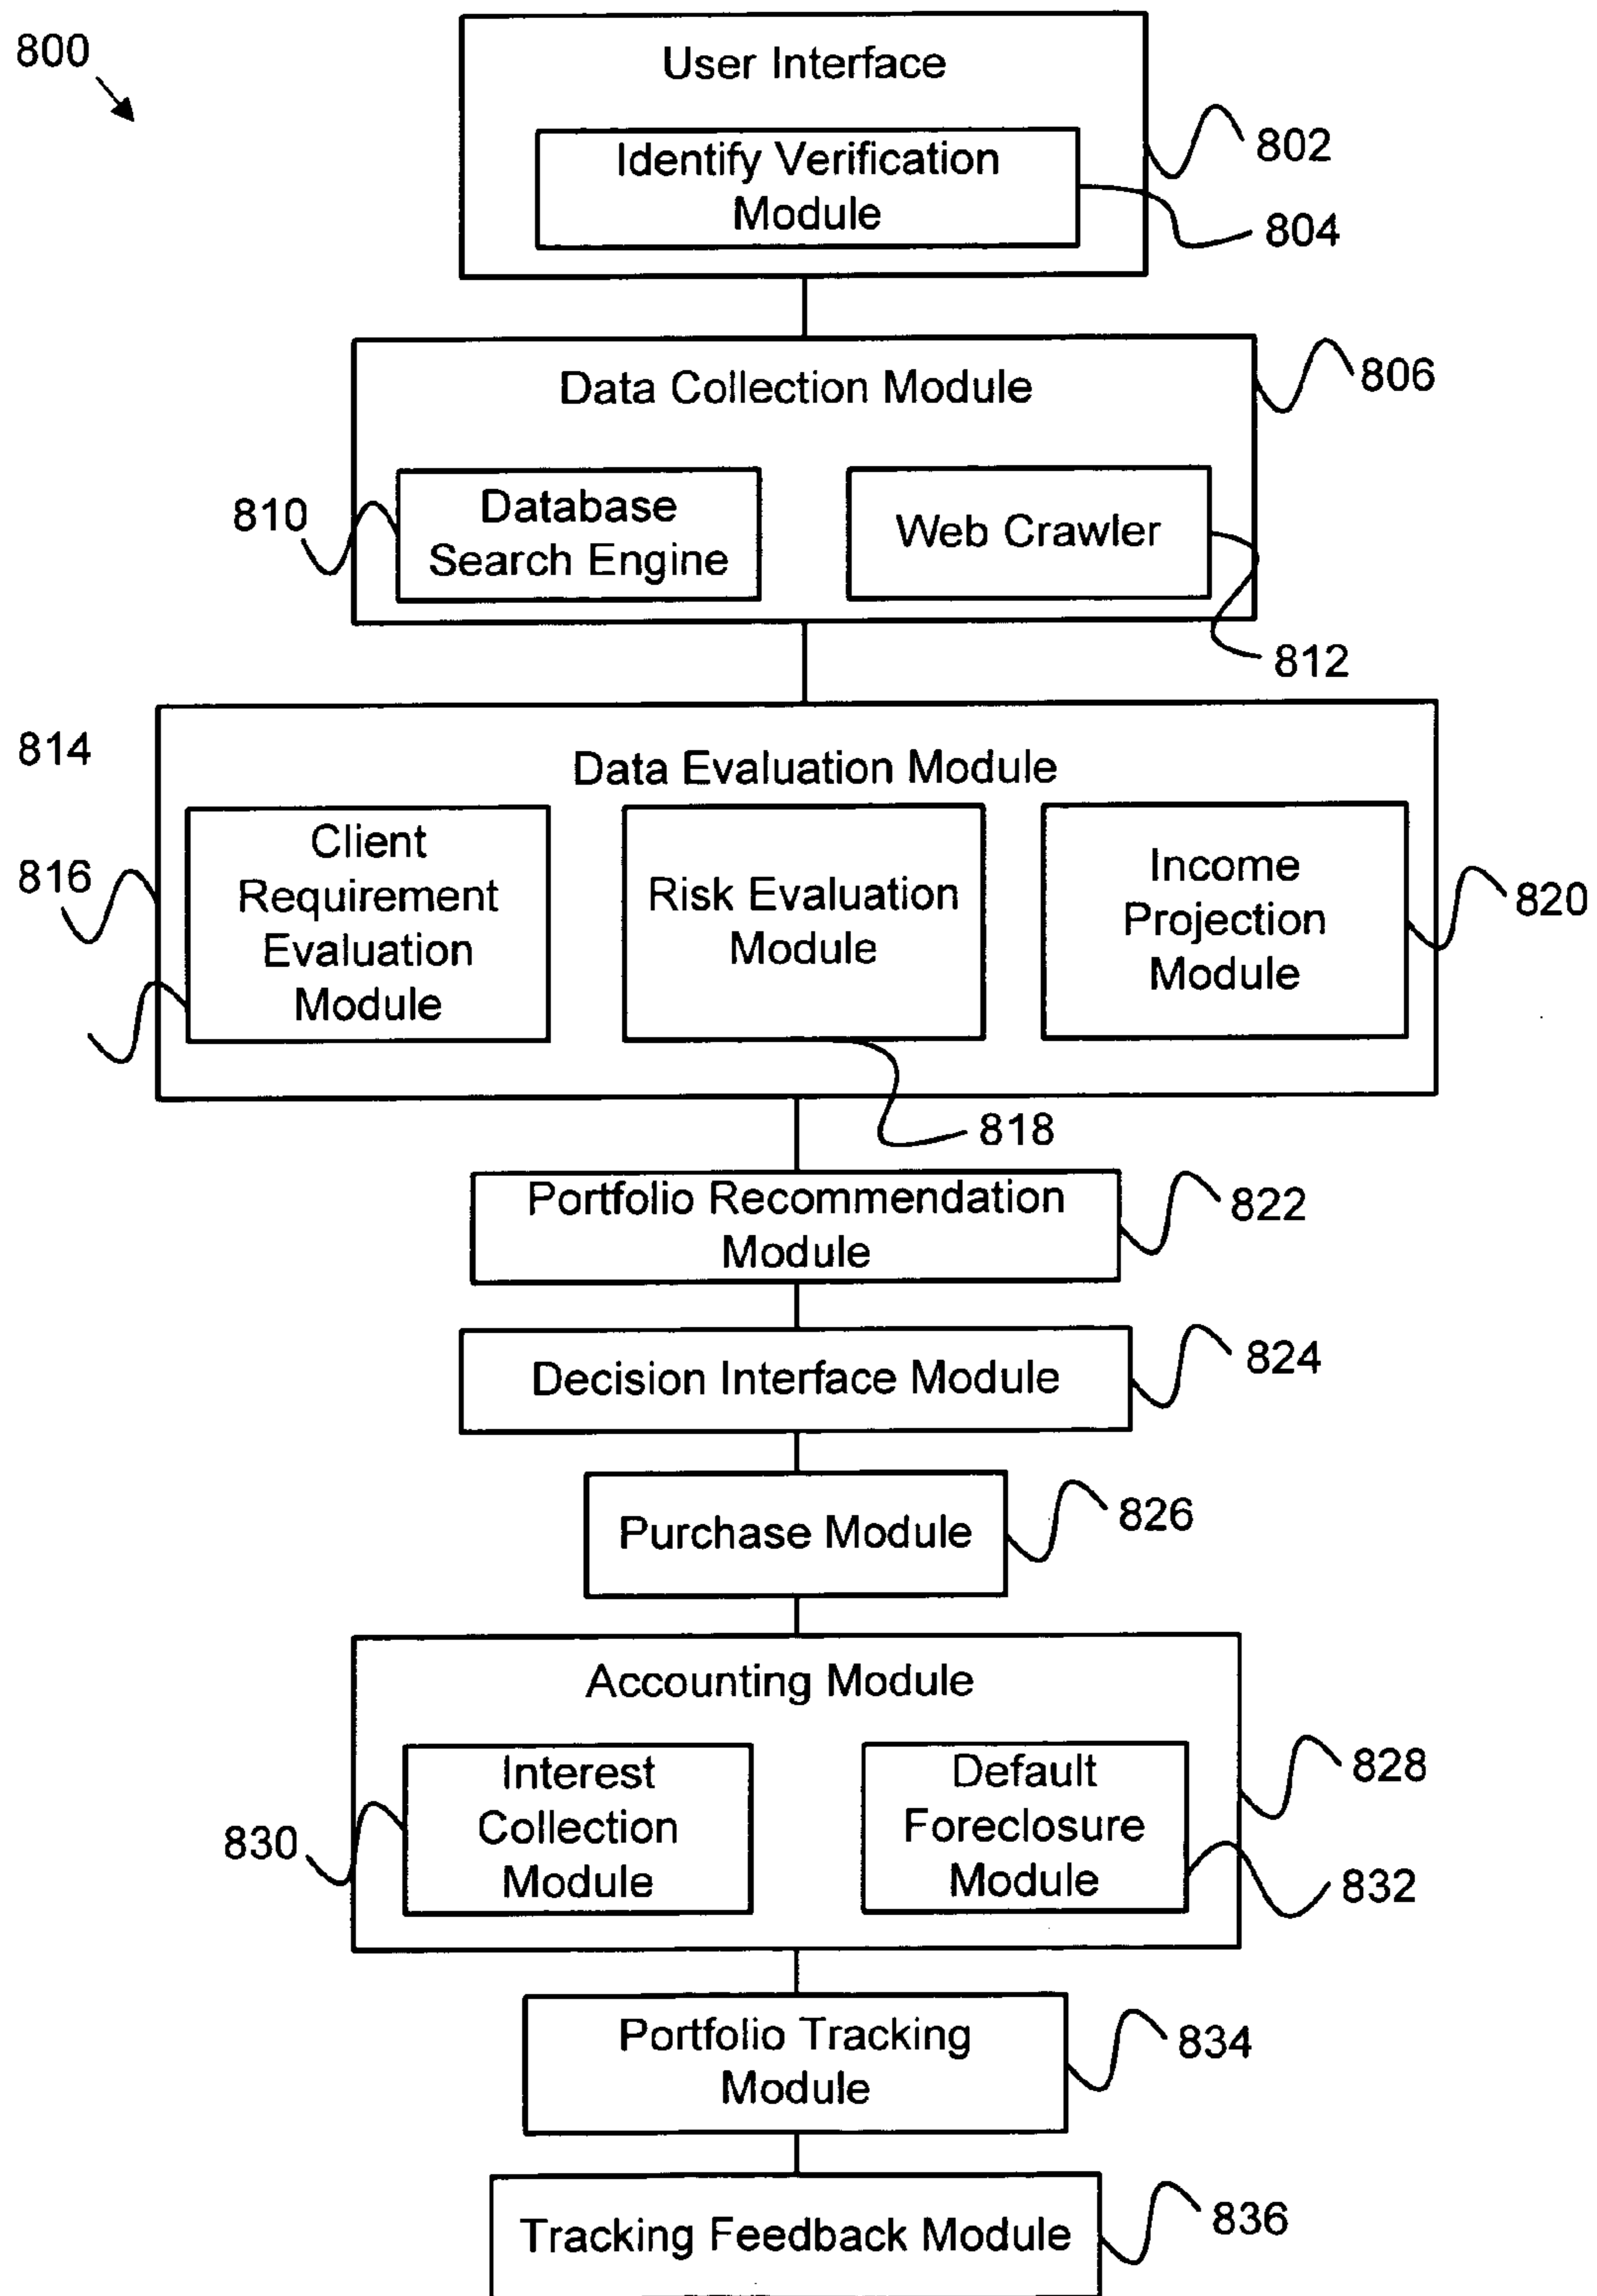 800
User Interface
Identify Verification
Module
802
804
Data Collection Module
806
810
Database
Search Engine
Web Crawler
812
814
Data Evaluation Module
816
Client
Requirement
Evaluation
Module
Risk Evaluation
Module
Income
Projection
Module
820
818
Portfolio Recommendation
Module
822
Decision Interface Module
824
Purchase Module
826
Accounting Module
828
830
Interest
Collection
Module
Default
Foreclosure
Module
832
Portfolio Tracking
Module
834
Tracking Feedback Module
836